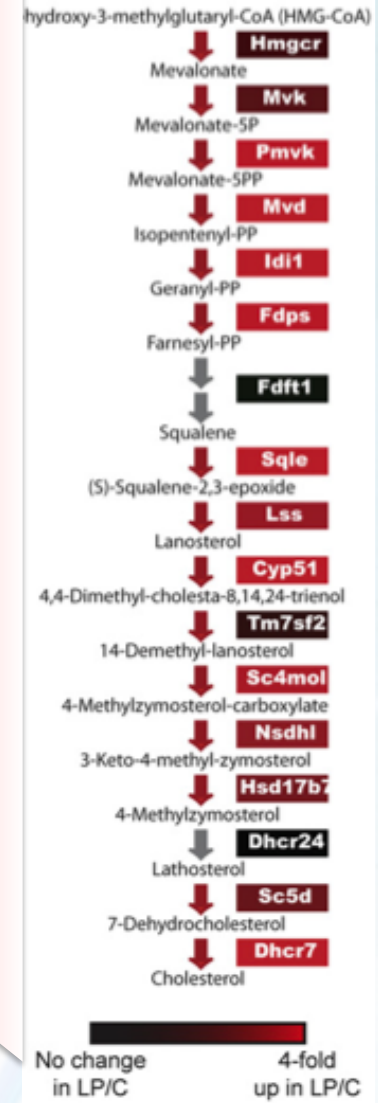 hydroxy-3-methylglutaryl-CoA (HMG-CoA)
Hmgcr
Mevalonate
Mvk
Mevalonate-5P
Pmvk
Mevalonate-5PP
Mvd
Isopentenyl-PP
Idi1
Geranyl-PP
Fdps
Farnesyl-PP
Fdft1
Squalene
Sqle
(S)-Squalene-2,3-epoxide
Lss
Lanosterol
Cyp51
4,4-Dimethyl-cholesta-8,14,24-trienol
Tm7sf2
14-Demethyl-lanosterol
Sc4mol
4-Methylzymosterol-carboxylate
Nsdhl
3-Keto-4-methyl-zymosterol
Hsd17b7
4-Methylzymosterol
Dhcr24
Lathosterol
Sc5d
7-Dehydrocholesterol
Dhcr7
Cholesterol
No change 4-fold
in LP/C up in LP/C